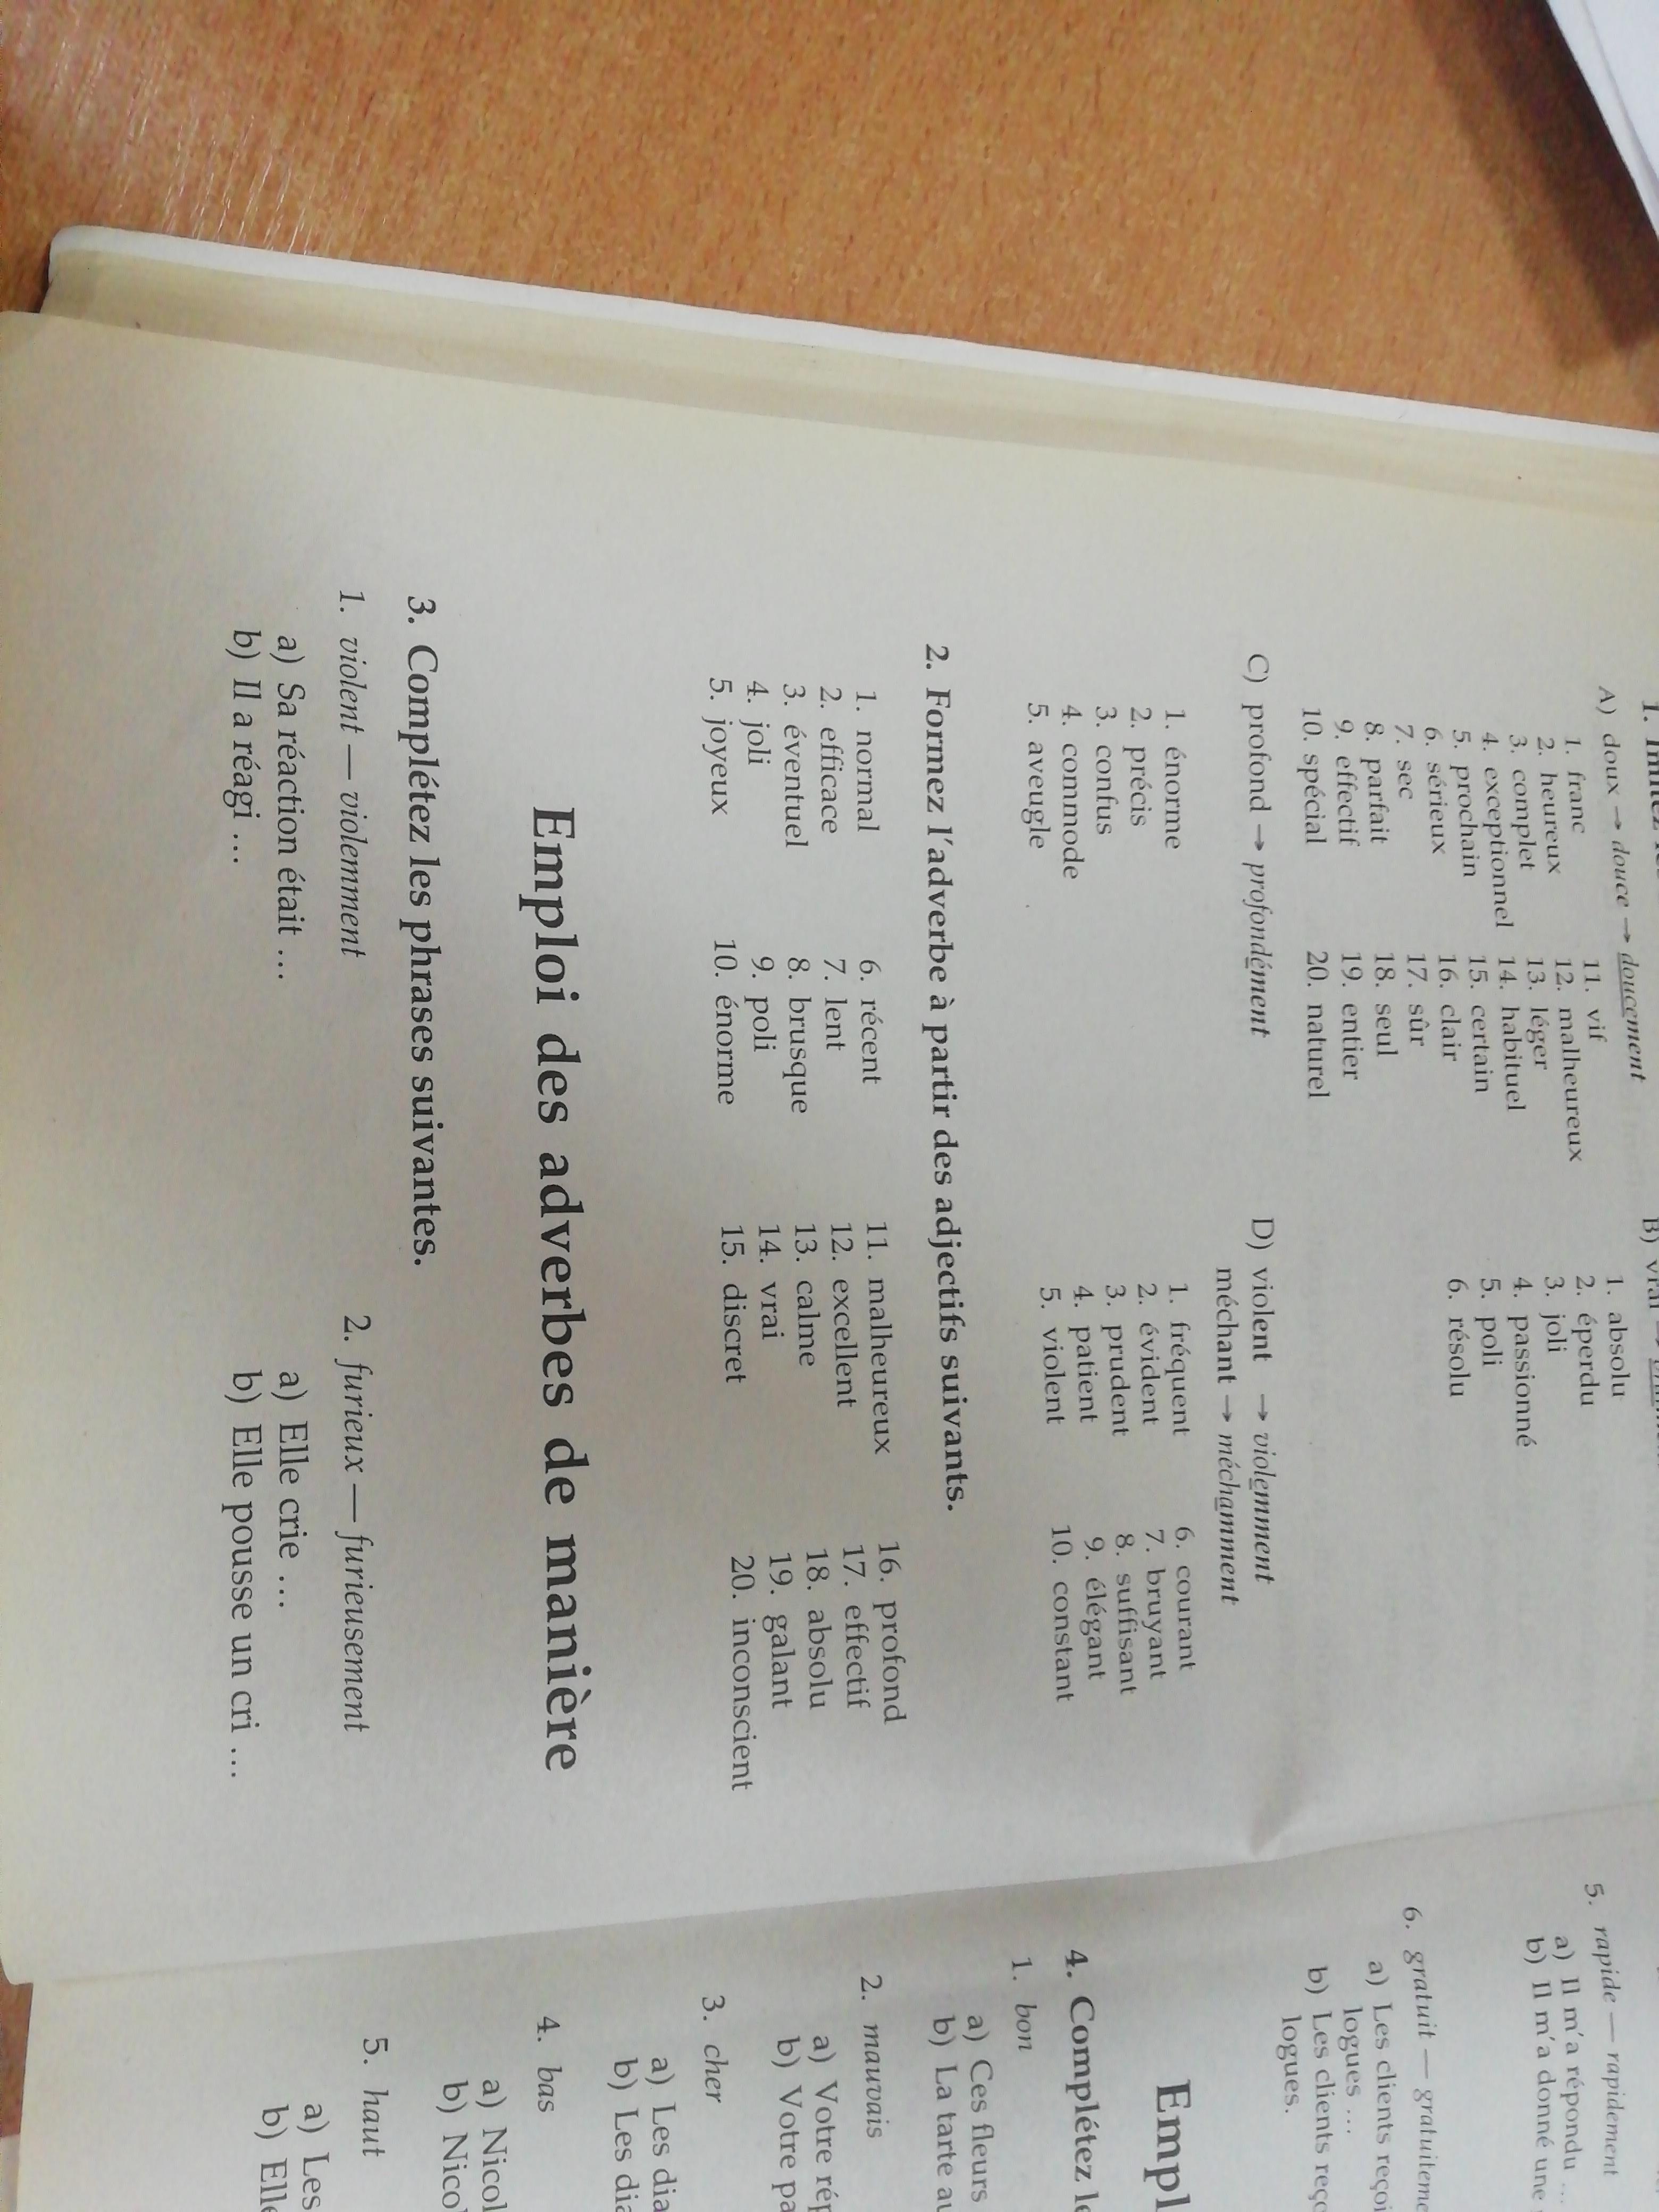 A) doux → douce → doucement
1. franc
2. heureux
3. complet
4. exceptionnel
5. prochain
6. sérieux
7. sec
8. parfait
9. effectif
10. spécial
11. vif
12. malheureux
13. léger
14. habituel
15. certain
16. clair
17. sûr
18. seul
19. entier
20. naturel
B) vrai →
1. absolu
2. éperdu
3. joli
4. passionné
5. poli
6. résolu
C) profond → profondément
1. énorme
2. précis
3. confus
4. commode
5. aveugle
D) violent → violemment
méchant → méchamment
1. fréquent
2. évident
3. prudent
4. patient
5. violent
6. courant
7. bruyant
8. suffisant
9. élégant
10. constant
2. Formez l'adverbe à partir des adjectifs suivants.
1. normal
2. efficace
3. éventuel
4. joli
5. joyeux
6. récent
7. lent
8. brusque
9. poli
10. énorme
11. malheureux
12. excellent
13. calme
14. vrai
15. discret
16. profond
17. effectif
18. absolu
19. galant
20. inconscient
Emploi des adverbes de manière
3. Complétez les phrases suivantes.
1. violent — violemment
a) Sa réaction était ...
b) Il a réagi ...
2. furieux — furieusement
a) Elle crie ...
b) Elle pousse un cri ...
5. rapide — rapidement
a) Il m'a répondu ...
b) Il m'a donné une
6. gratuit — gratuiteme
a) Les clients reçoi
logues ...
b) Les clients reço
logues.
Empl
4. Complétez le
1. bon
a) Ces fleurs
b) La tarte au
2. mauvais
a) Votre rép
b) Votre pa
3. cher
a) Les dia
b) Les dia
4. bas
a) Nicol
b) Nicol
5. haut
a) Les
b) Elle